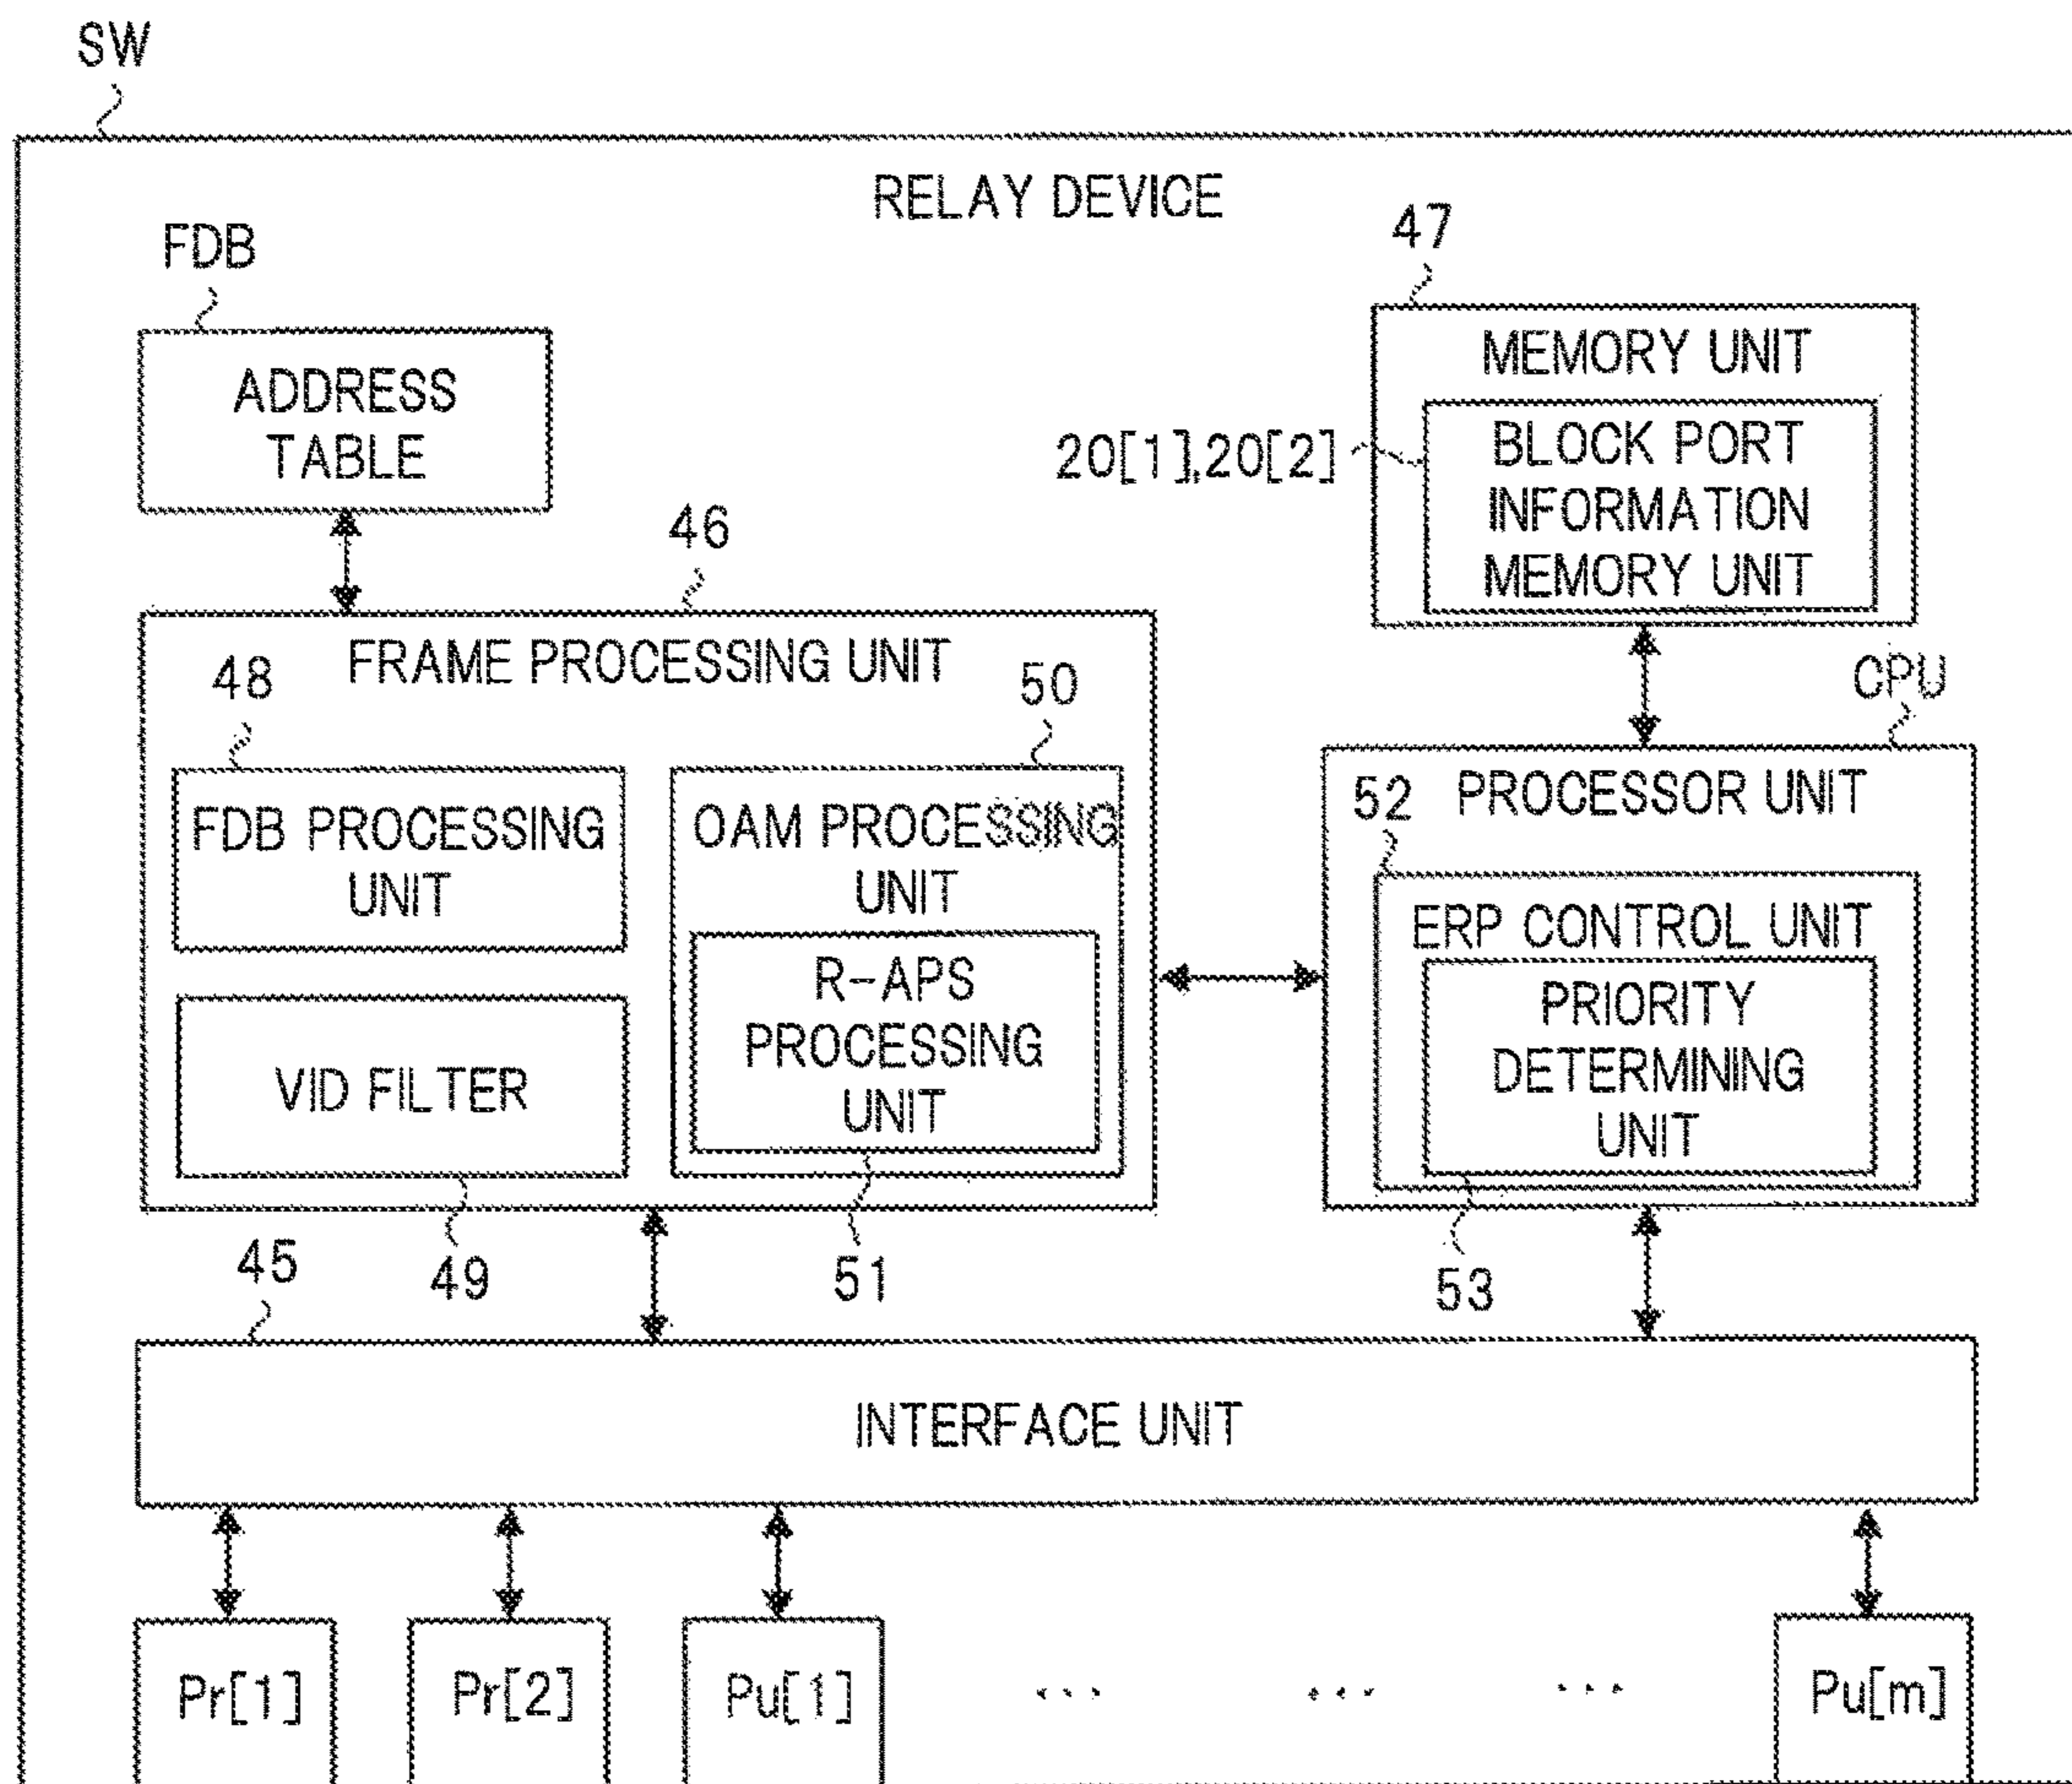 SW
RELAY DEVICE
FDB
47
ADDRESS
TABLE
MEMORY UNIT
20[1],20[2]
BLOCK PORT
INFORMATION
MEMORY UNIT
46
FRAME PROCESSING UNIT
48
50
CPU
FDB PROCESSING
UNIT
OAM PROCESSING
UNIT
52
PROCESSOR UNIT
ERP CONTROL UNIT
R-APS
PROCESSING
UNIT
PRIORITY
DETERMINING
UNIT
VID FILTER
45
49
51
53
INTERFACE UNIT
Pr[1]
Pr[2]
Pu[1]
... ... ...
Pu[m]